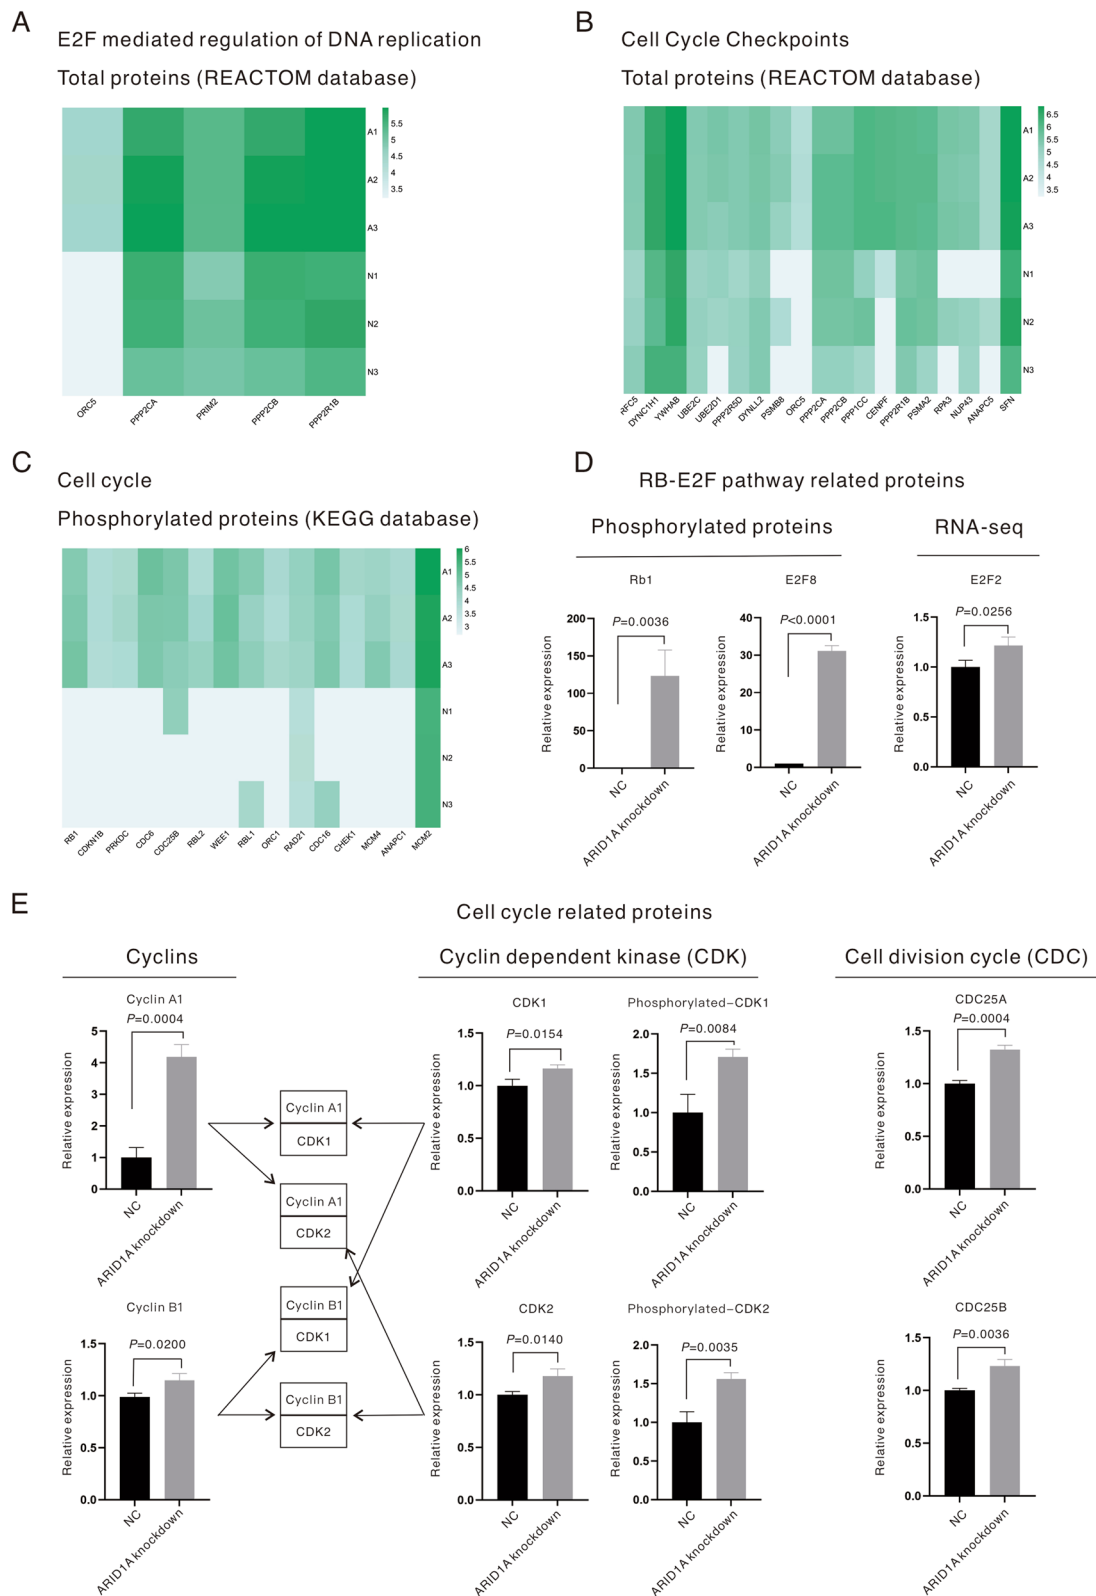 A
E2F mediated regulation of DNA replication
Total proteins (REACTOM database)
5.5
5
4.5
4
3.5
A1
A2
A3
N1
N2
N3
ORC5
PPP2CA
PRIM2
PPP2CB
PPP2R1B
B
Cell Cycle Checkpoints
Total proteins (REACTOM database)
6.5
6
5.5
5
4.5
4
3.5
A1
A2
A3
N1
N2
N3
RFC5
DYNC1H1
YWHAB
UBE2C
UBE2D1
PPP2R5D
DYNLL2
PSMB8
ORC5
PPP2CA
PPP2CB
PPP1CC
CENPF
PPP2R1B
PSMA2
RPA3
NUP43
ANAPC5
SFN
C
Cell cycle
Phosphorylated proteins (KEGG database)
6
5.5
5
4.5
4
3.5
3
A1
A2
A3
N1
N2
N3
RB1
CDKN1B
PRKDC
CDC6
CDC25B
RBL2
WEE1
RBL1
ORC1
RAD21
CDC16
CHEK1
MCM4
ANAPC1
MCM2
D
RB-E2F pathway related proteins
Phosphorylated proteins
RNA-seq
Rb1
P=0.0036
Relative expression
200
150
100
50
0
NC
ARID1A knockdown
E2F8
P<0.0001
Relative expression
40
30
20
10
0
NC
ARID1A knockdown
E2F2
P=0.0256
Relative expression
1.5
1.0
0.5
0.0
NC
ARID1A knockdown
E
Cell cycle related proteins
Cyclins
Cyclin dependent kinase (CDK)
Cell division cycle (CDC)
Cyclin A1
P=0.0004
Relative expression
5
4
3
2
1
0
NC
ARID1A knockdown
Cyclin A1
CDK1
Cyclin A1
CDK2
Cyclin B1
CDK1
Cyclin B1
CDK2
CDK1
P=0.0154
Relative expression
1.5
1.0
0.5
0.0
NC
ARID1A knockdown
Phosphorylated-CDK1
P=0.0084
Relative expression
2.0
1.5
1.0
0.5
0.0
NC
ARID1A knockdown
CDC25A
P=0.0004
Relative expression
1.5
1.0
0.5
0.0
NC
ARID1A knockdown
Cyclin B1
P=0.0200
Relative expression
1.5
1.0
0.5
0.0
NC
ARID1A knockdown
CDK2
P=0.0140
Relative expression
1.5
1.0
0.5
0.0
NC
ARID1A knockdown
Phosphorylated-CDK2
P=0.0035
Relative expression
2.0
1.5
1.0
0.5
0.0
NC
ARID1A knockdown
CDC25B
P=0.0036
Relative expression
1.5
1.0
0.5
0.0
NC
ARID1A knockdown